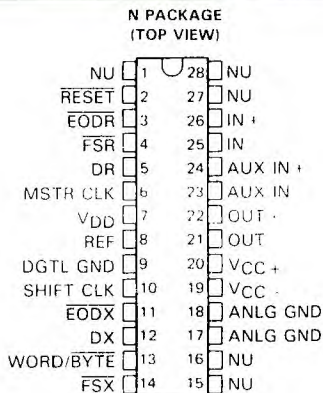 N PACKAGE
(TOP VIEW)
NU 1 28 NU
RESET 2 27 NU
EODR 3 26 IN +
FSR 4 25 IN
DR 5 24 AUX IN +
MSTR CLK 6 23 AUX IN
VDD 7 22 OUT
REF 8 21 OUT
DGTL GND 9 20 VCC +
SHIFT CLK 10 19 VCC -
EODX 11 18 ANLG GND
DX 12 17 ANLG GND
WORD/BYTE 13 16 NU
FSX 14 15 NU